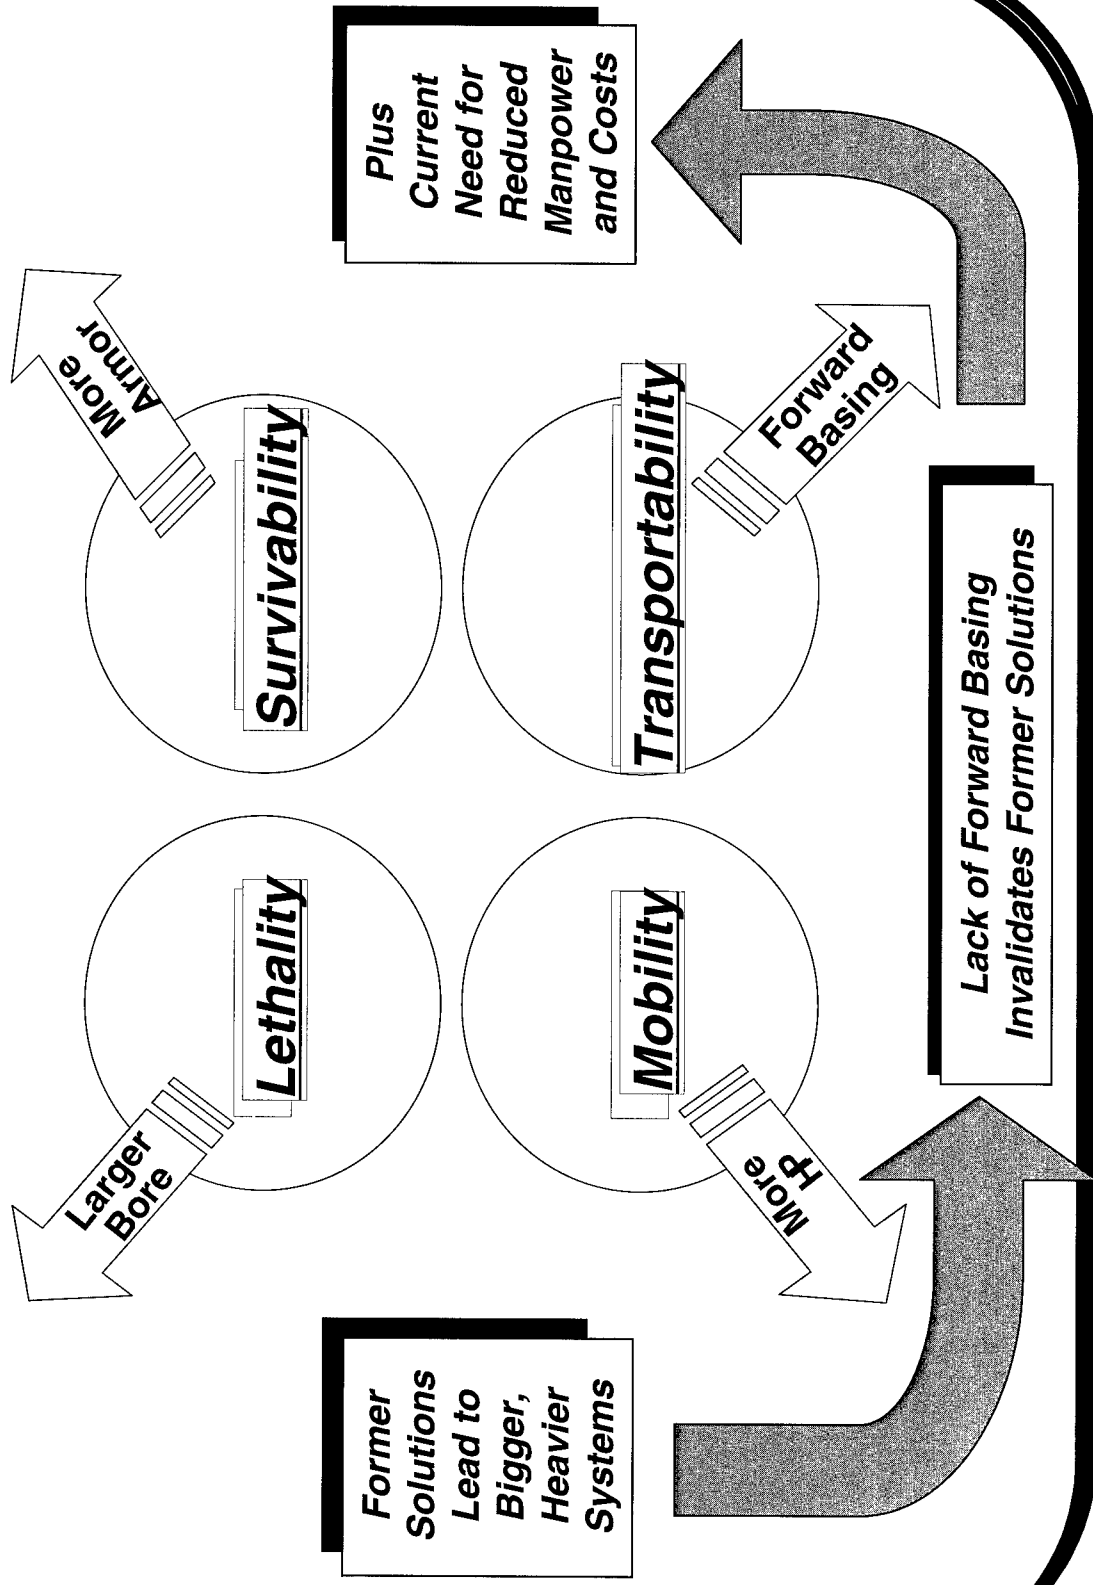 Larger
Bore
More
Armor
Lethality
Survivability
Former
Solutions
Lead to
Bigger,
Heavier
Systems
Plus
Current
Need for
Reduced
Manpower
and Costs
Mobility
Transportability
More
HP
Forward
Basing
Lack of Forward Basing
Invalidates Former Solutions